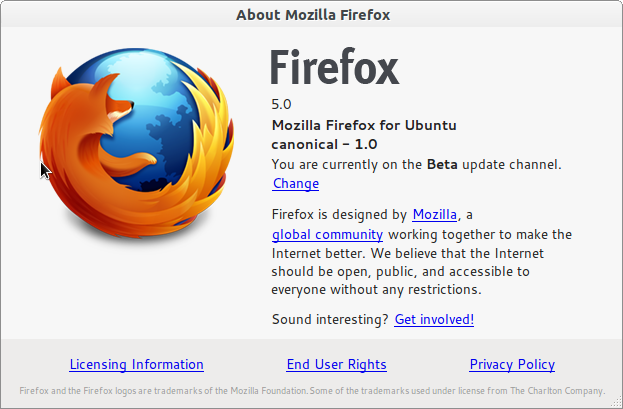 About Mozilla Firefox
Firefox
5.0
Mozilla Firefox for Ubuntu
canonical - 1.0
You are currently on the Beta update channel.
Change
Firefox is designed by Mozilla, a
global community working together to make the
Internet better. We believe that the Internet
should be open, public, and accessible to
everyone without any restrictions.
Sound interesting? Get involved!
Licensing Information End User Rights Privacy Policy
Firefox and the Firefox logos are trademarks of the Mozilla Foundation. Some of the trademarks used under license from The Charlton Company.